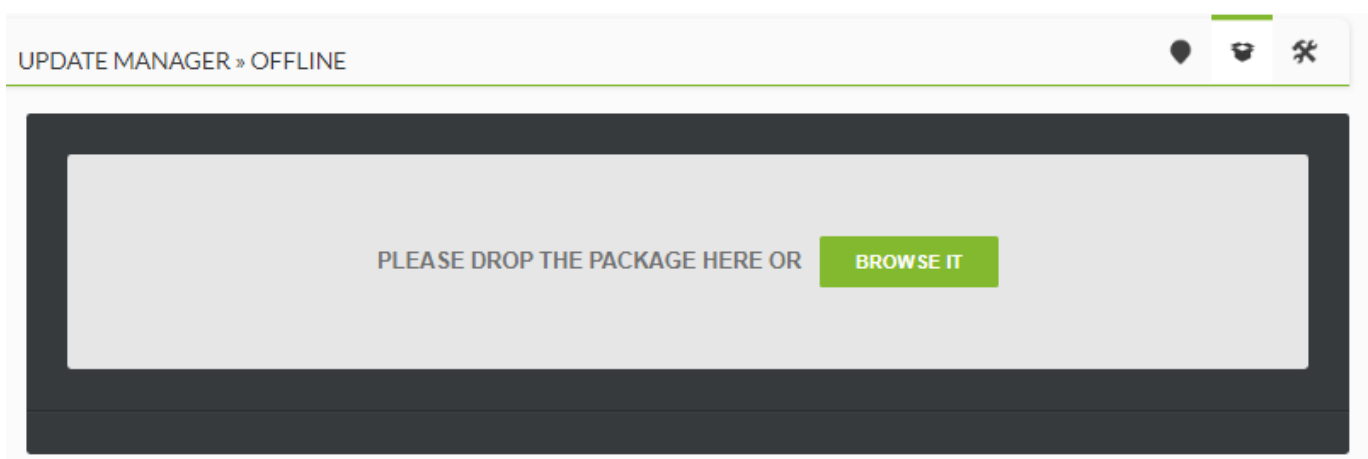 UPDATE MANAGER » OFFLINE
PLEASE DROP THE PACKAGE HERE OR BROWSE IT